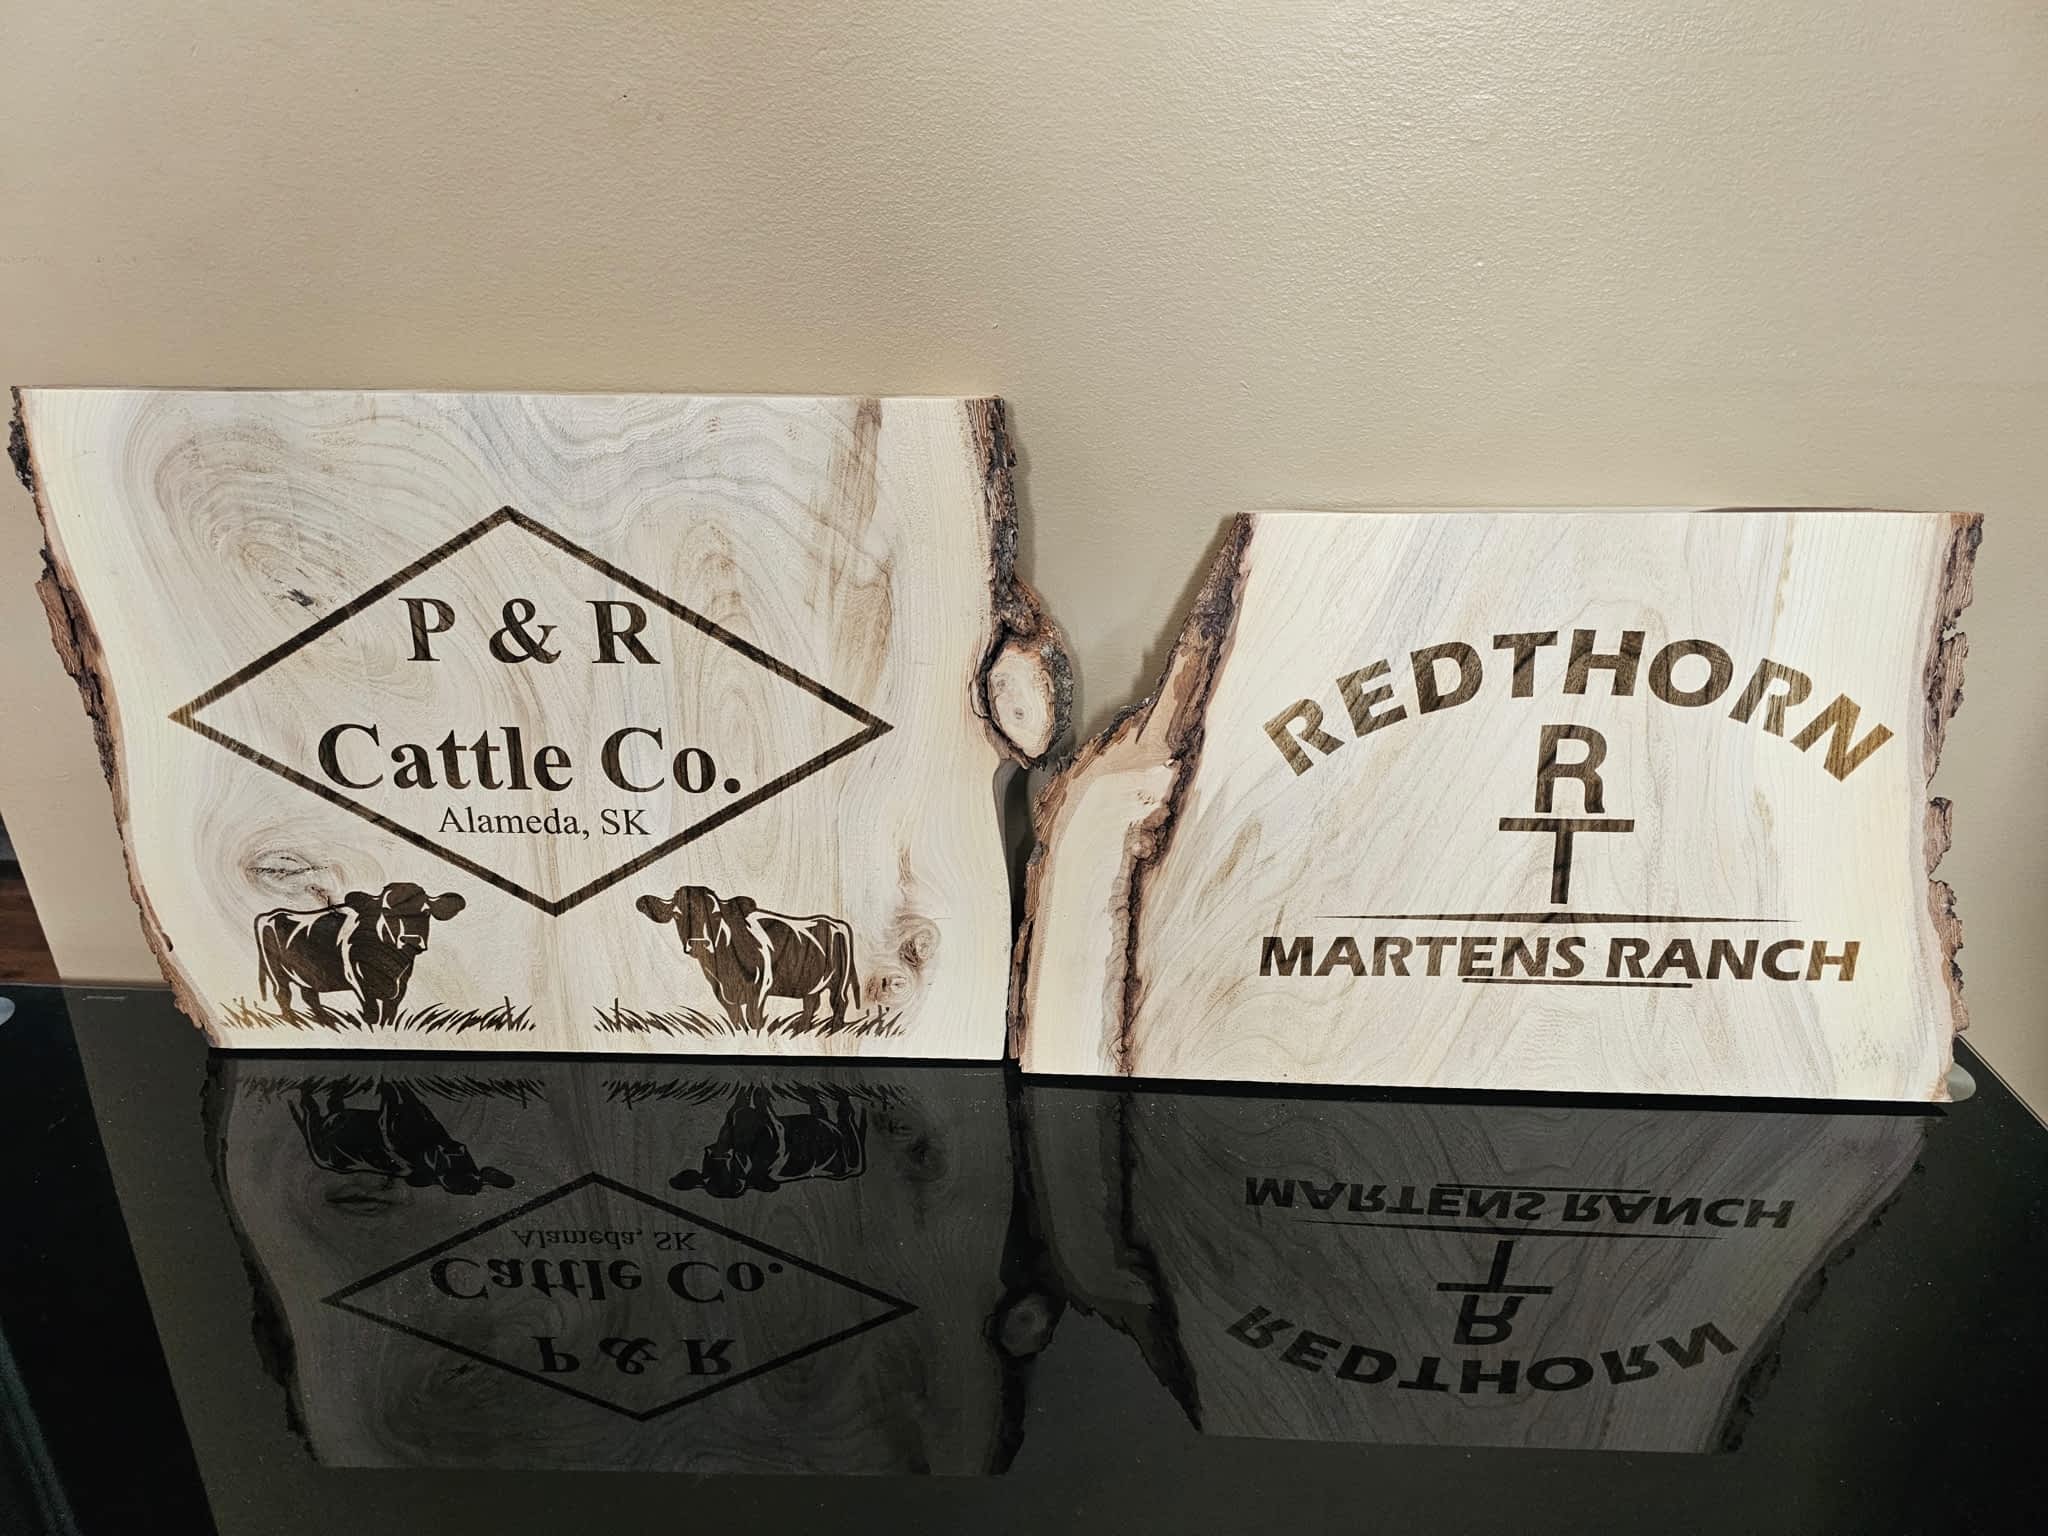 P & R
Cattle Co.
Alameda, SK
REDTHORN
R
T
MARTENS RANCH